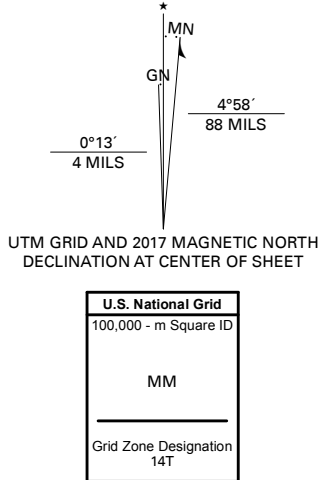 MN
GN
4°58´
88 MILS
0°13´
4 MILS
UTM GRID AND 2017 MAGNETIC NORTH
DECLINATION AT CENTER OF SHEET
U.S. National Grid
100,000 - m Square ID
MM
Grid Zone Designation
14T